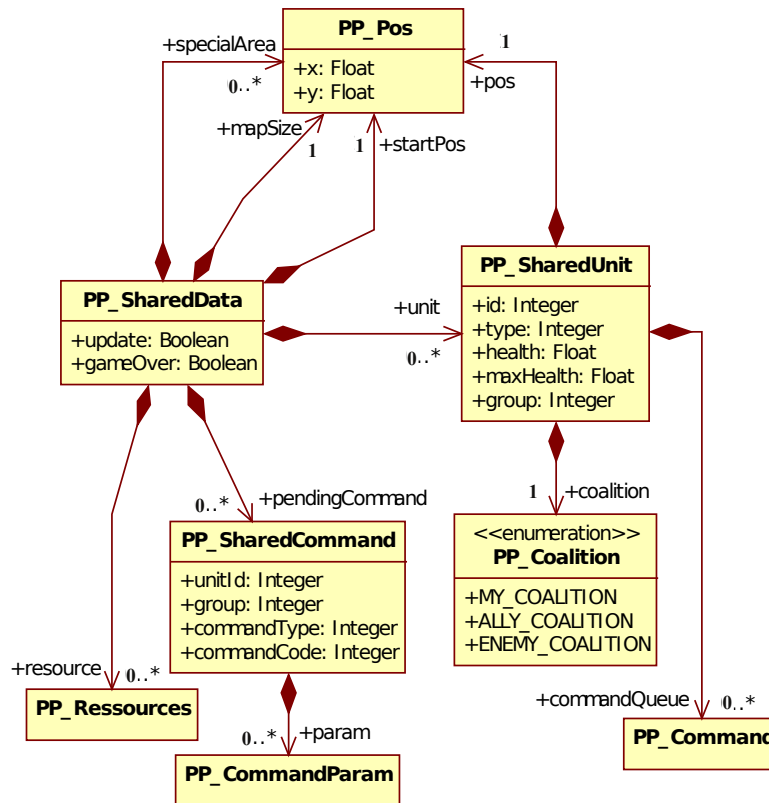 PP_Pos
+x: Float
+y: Float
+specialArea
0..*
+mapSize
1
1
+startPos
1
+pos
PP_SharedData
+update: Boolean
+gameOver: Boolean
+unit
0..*
PP_SharedUnit
+id: Integer
+type: Integer
+health: Float
+maxHealth: Float
+group: Integer
0..*
+pendingCommand
1
+coalition
PP_SharedCommand
+unitId: Integer
+group: Integer
+commandType: Integer
+commandCode: Integer
<<enumeration>>
PP_Coalition
+MY_COALITION
+ALLY_COALITION
+ENEMY_COALITION
+resource
0..*
PP_Ressources
0..*
+param
PP_CommandParam
+commandQueue
0..*
PP_Command